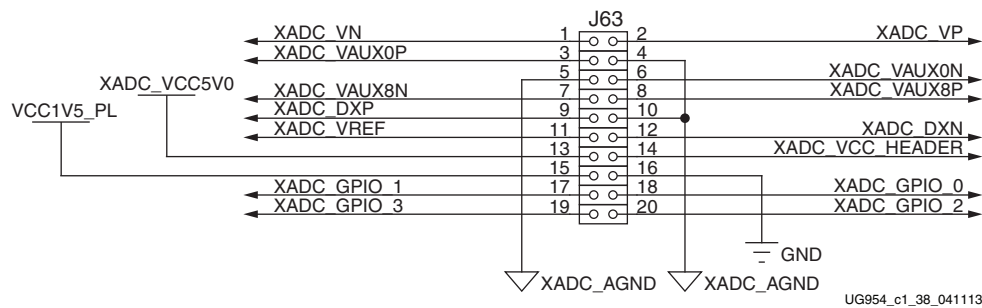 J63
XADC_VN 1 2 XADC_VP
XADC_VAUX0P 3 4
5 6 XADC_VAUX0N
XADC_VCC5V0
XADC_VAUX8N 7 8 XADC_VAUX8P
VCC1V5_PL
XADC_DXP 9 10
XADC_VREF 11 12 XADC_DXN
13 14 XADC_VCC_HEADER
15 16
XADC_GPIO_1 17 18 XADC_GPIO_0
XADC_GPIO_3 19 20 XADC_GPIO_2
GND
XADC_AGND XADC_AGND
UG954_c1_38_041113